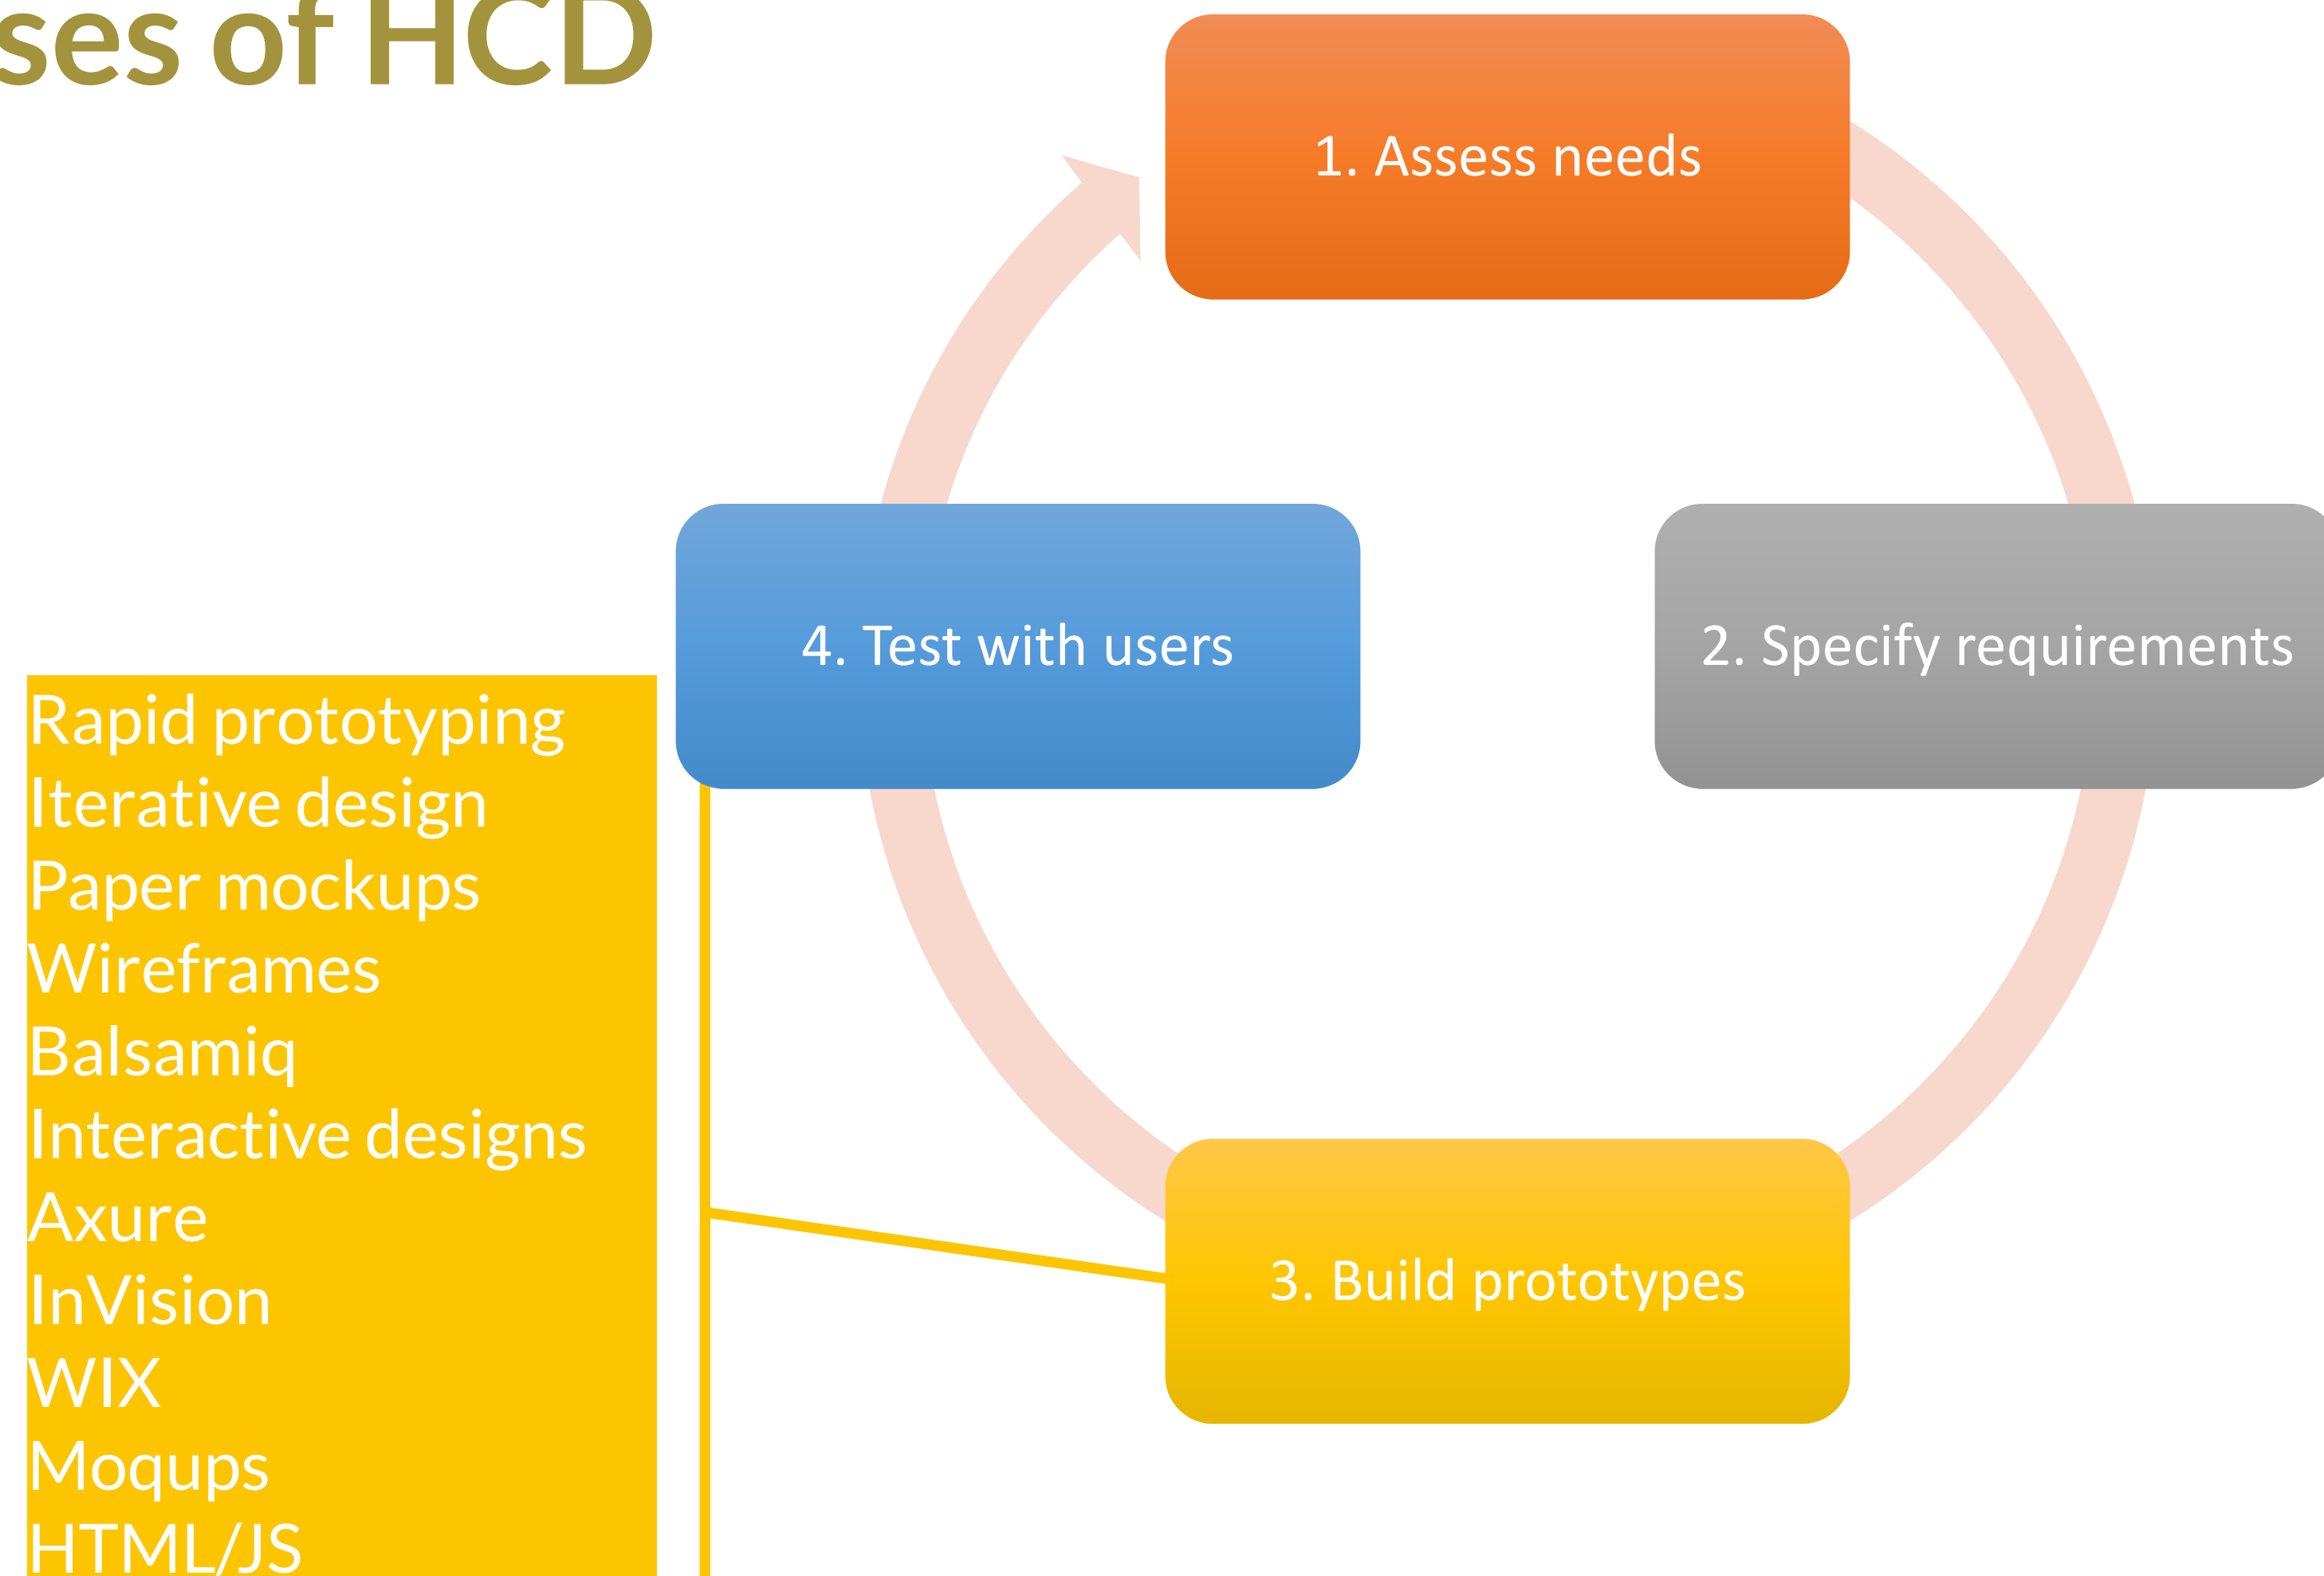 ses of HCD
1. Assess needs
4. Test with users
2. Specify requirements
Rapid prototyping
Iterative design
Paper mockups
Wireframes
Balsamiq
Interactive designs
Axure
InVision
WIX
Moqups
HTML/JS
3. Build prototypes